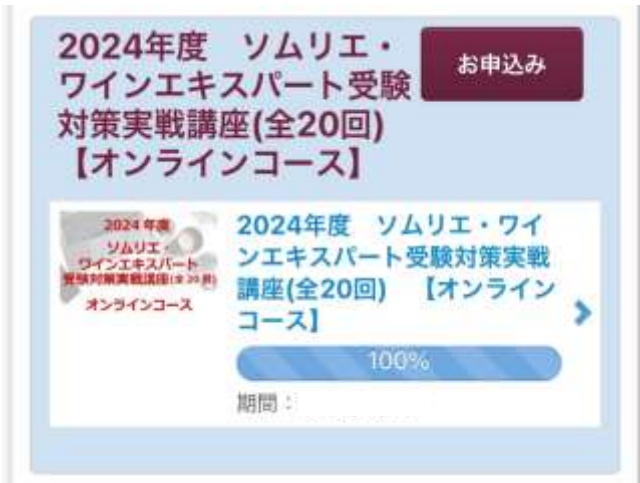 2024年度　ソムリエ・
ワインエキスパート受験
対策実戦講座(全20回)
【オンラインコース】
お申込み
2024年度
ソムリエ・
ワインエキスパート
受験対策実戦講座(全20回)
オンラインコース
2024年度　ソムリエ・ワイ
ンエキスパート受験対策実戦
講座(全20回)　【オンライン
コース】
100%
期間：